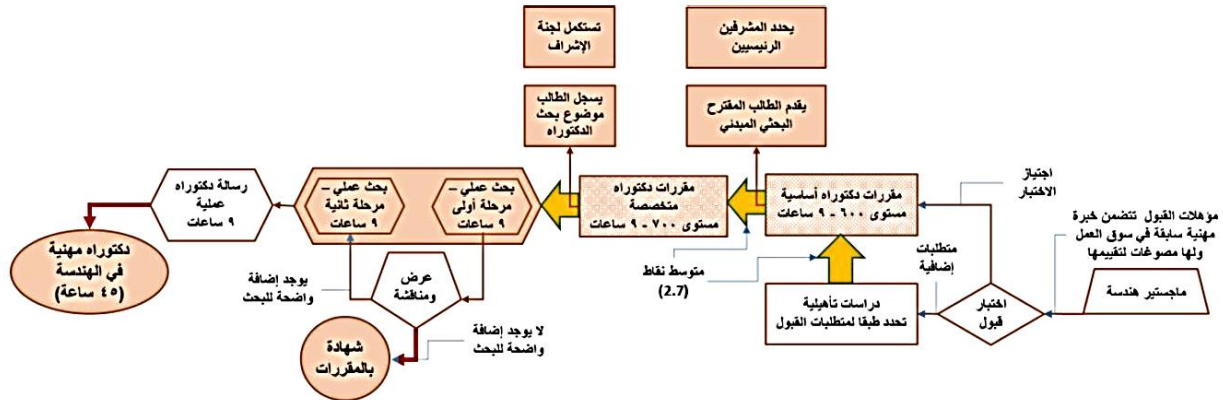 يحدد المشرفين
الرئيسيين
تستكمل لجنة
الإشراف
يقدم الطالب المقترح
البحثي المبدئي
يسجل الطالب
موضوع بحث
الدكتوراه
ماجستير هندسة
مؤهلات القبول تتضمن خبرة
مهنية سابقة في سوق العمل
ولها مصوغات لتقييمها
اختبار
قبول
اجتياز
الاختبار
متطلبات
إضافية
دراسات تأهيلية
تحدد طبقا لمتطلبات القبول
مقررات دكتوراه أساسية
مستوى ٦٠٠ - ٩ ساعات
متوسط نقاط
(2.7)
مقررات دكتوراه
متخصصة
مستوى ٧٠٠ - ٩ ساعات
بحث عملي –
مرحلة أولى
٩ ساعات
عرض
ومناقشة
يوجد إضافة
واضحة للبحث
لا يوجد إضافة
واضحة للبحث
شهادة
بالمقررات
بحث عملي –
مرحلة ثانية
٩ ساعات
رسالة دكتوراه
عملية
٩ ساعات
دكتوراه مهنية
في الهندسة
(٤٥ ساعة)